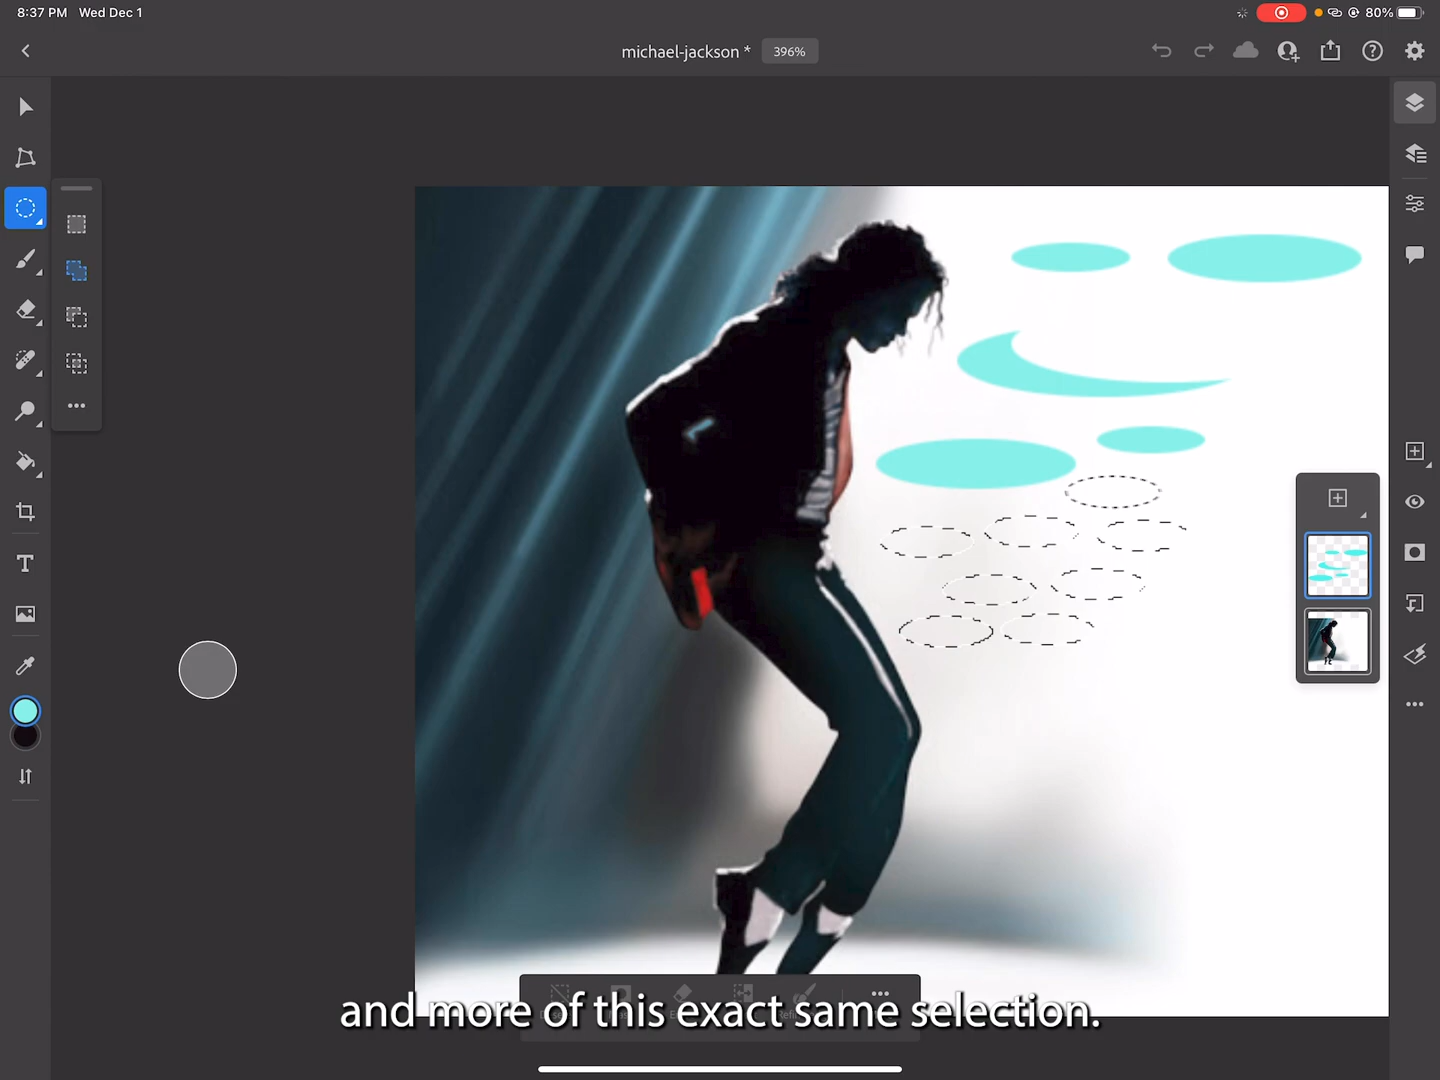 8:37 PM Wed Dec 1
80%
michael-jackson *
396%
T
and more of this exact same selection.